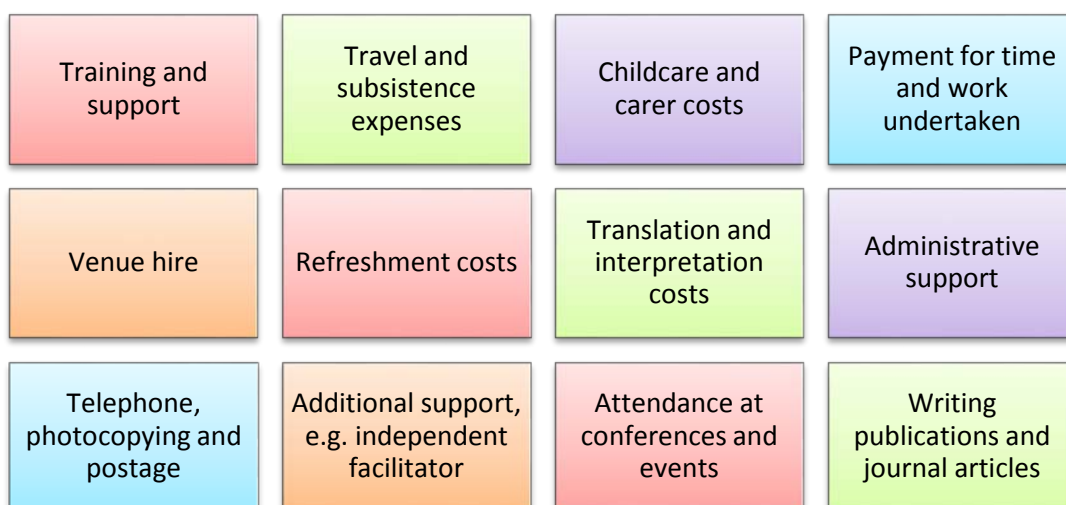 Training and
support
Travel and
subsistence
expenses
Childcare and
carer costs
Payment for time
and work
undertaken
Venue hire
Refreshment costs
Translation and
interpretation
costs
Administrative
support
Telephone,
photocopying and
postage
Additional support,
e.g. independent
facilitator
Attendance at
conferences and
events
Writing
publications and
journal articles